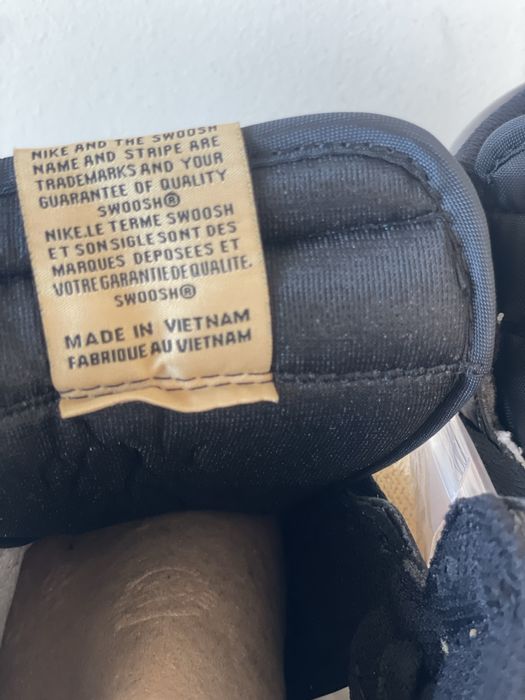 NIKE AND THE SWOOSH
NAME AND STRIPE ARE
TRADEMARKS AND YOUR
GUARANTEE OF QUALITY
SWOOSH®
NIKE.LE TERME SWOOSH
ET SON SIGLE SONT DES
MARQUES DEPOSEES ET
VOTRE GARANTIE DE QUALITE.
SWOOSH®
MADE IN VIETNAM
FABRIQUE AU VIETNAM